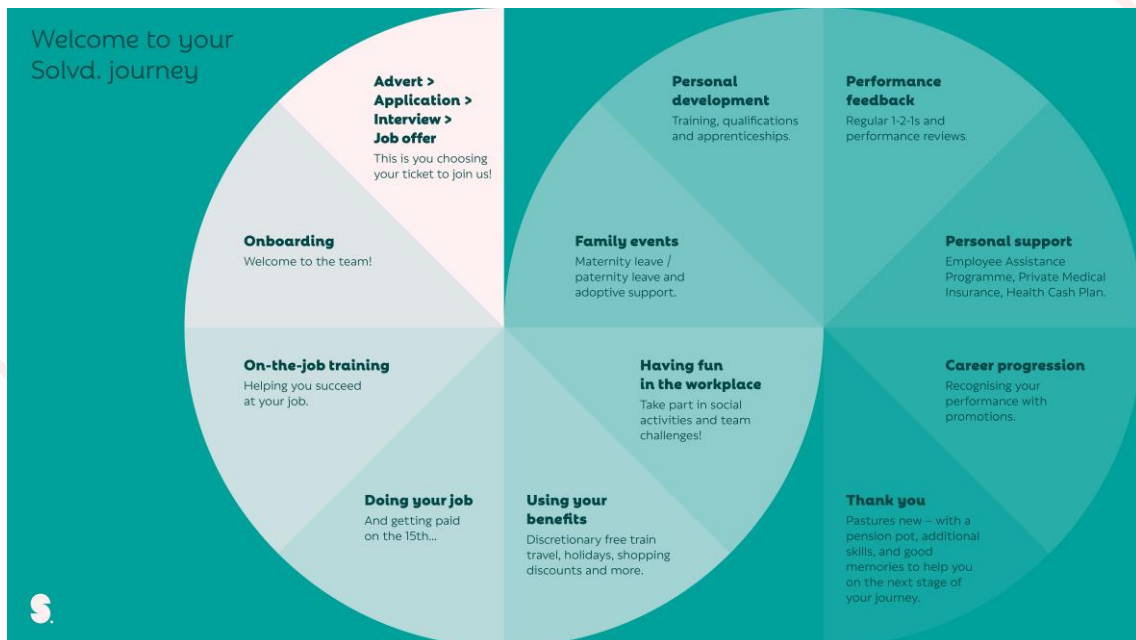 Welcome to your
Solvd. journey
Advert >
Application >
Interview >
Job offer
This is you choosing
your ticket to join us!
Onboarding
Welcome to the team!
On-the-job training
Helping you succeed
at your job.
Doing your job
And getting paid
on the 15th...
Using your
benefits
Discretionary free train
travel, holidays, shopping
discounts and more.
Having fun
in the workplace
Take part in social
activities and team
challenges!
Family events
Maternity leave /
paternity leave and
adoptive support.
Personal
development
Training, qualifications
and apprenticeships.
Performance
feedback
Regular 1-2-1s and
performance reviews.
Personal support
Employee Assistance
Programme, Private Medical
Insurance, Health Cash Plan.
Career progression
Recognising your
performance with
promotions.
Thank you
Pastures new – with a
pension pot, additional
skills, and good
memories to help you
on the next stage of
your journey.
S.